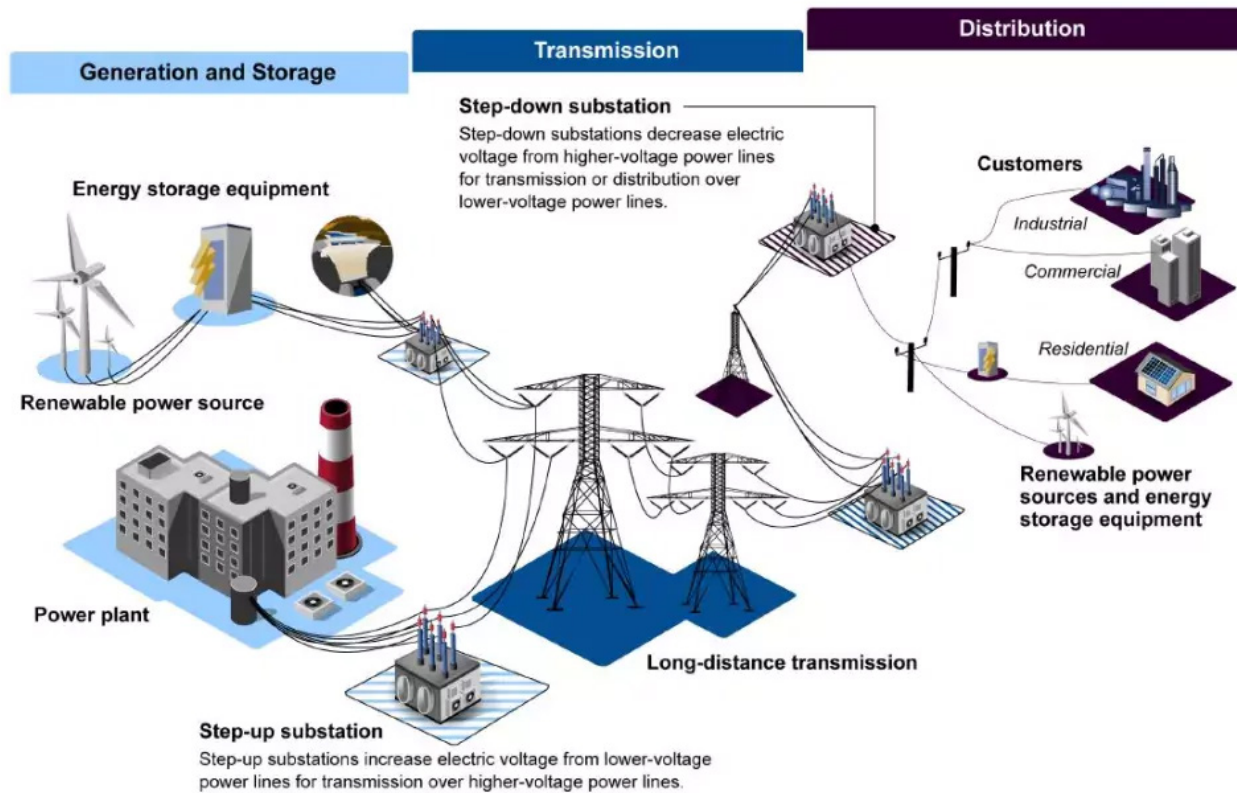 Generation and Storage
Transmission
Distribution
Step-down substation
Step-down substations decrease electric
voltage from higher-voltage power lines
for transmission or distribution over
lower-voltage power lines.
Customers
Energy storage equipment
Industrial
Commercial
Residential
Renewable power source
Renewable power
sources and energy
storage equipment
Power plant
Long-distance transmission
Step-up substation
Step-up substations increase electric voltage from lower-voltage
power lines for transmission over higher-voltage power lines.